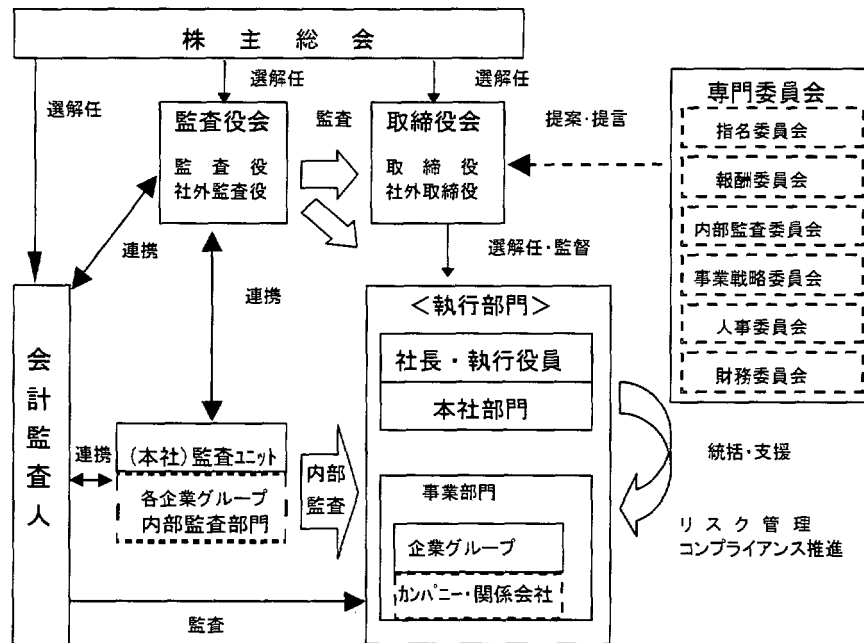 株主総会
選解任
選解任
選解任
監査役会
監査役
社外監査役
監査
取締役会
取締役
社外取締役
提案・提言
専門委員会
指名委員会
報酬委員会
内部監査委員会
事業戦略委員会
人事委員会
財務委員会
連携
連携
選解任・監督
会計監査人
<執行部門>
社長・執行役員
本社部門
連携
(本社)監査ユニット
各企業グループ
内部監査部門
内部
監査
事業部門
企業グループ
カンパニー・関係会社
統括・支援
リスク管理
コンプライアンス推進
監査